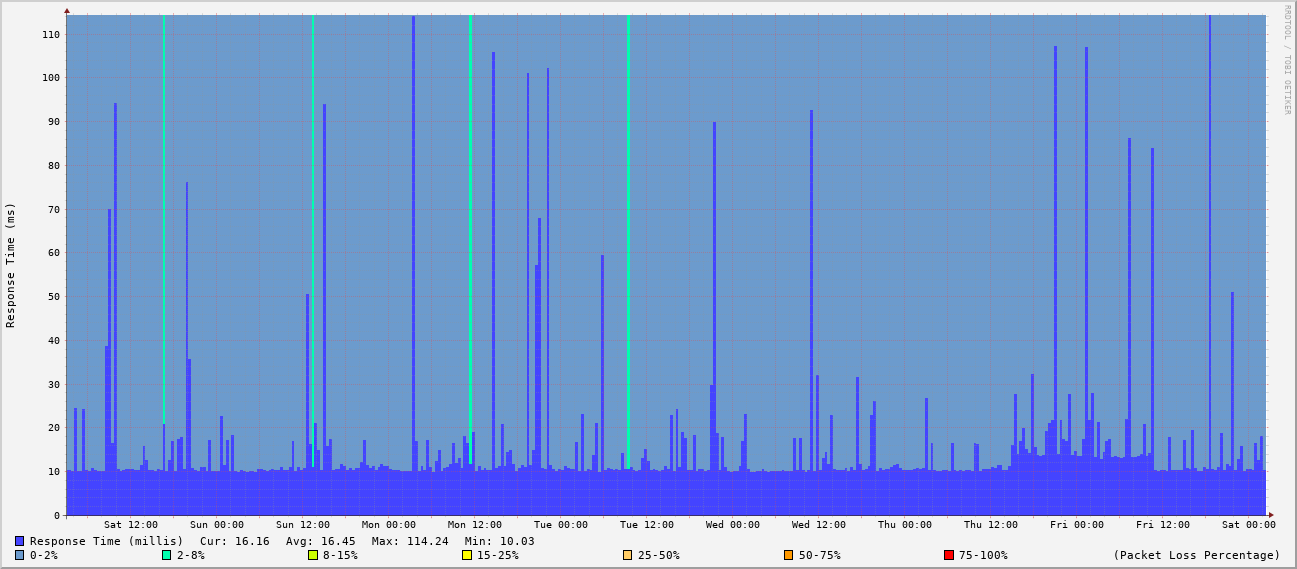 RRDTOOL / TOBI OETIKER
Response Time (ms)
110
100
90
80
70
60
50
40
30
20
10
0
Sat 12:00 Sun 00:00 Sun 12:00 Mon 00:00 Mon 12:00 Tue 00:00 Tue 12:00 Wed 00:00 Wed 12:00 Thu 00:00 Thu 12:00 Fri 00:00 Fri 12:00 Sat 00:00
Response Time (millis) Cur: 16.16 Avg: 16.45 Max: 114.24 Min: 10.03
0-2% 2-8% 8-15% 15-25% 25-50% 50-75% 75-100% (Packet Loss Percentage)